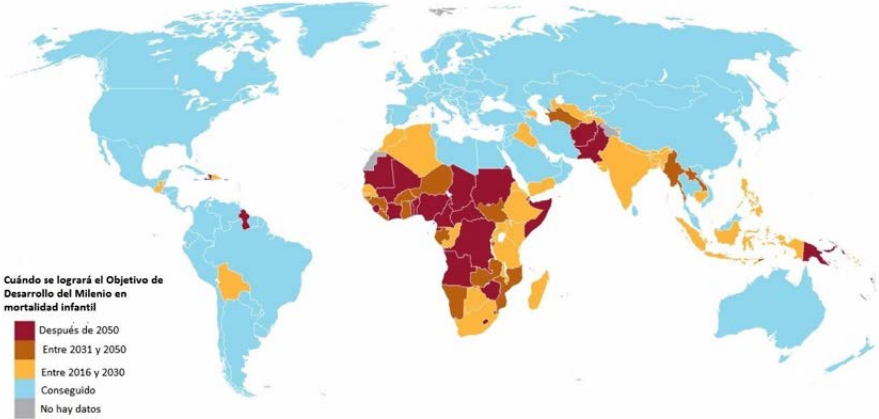 Cuándo se logrará el Objetivo de
Desarrollo del Milenio en
mortalidad infantil
Después de 2050
Entre 2031 y 2050
Entre 2016 y 2030
Conseguido
No hay datos